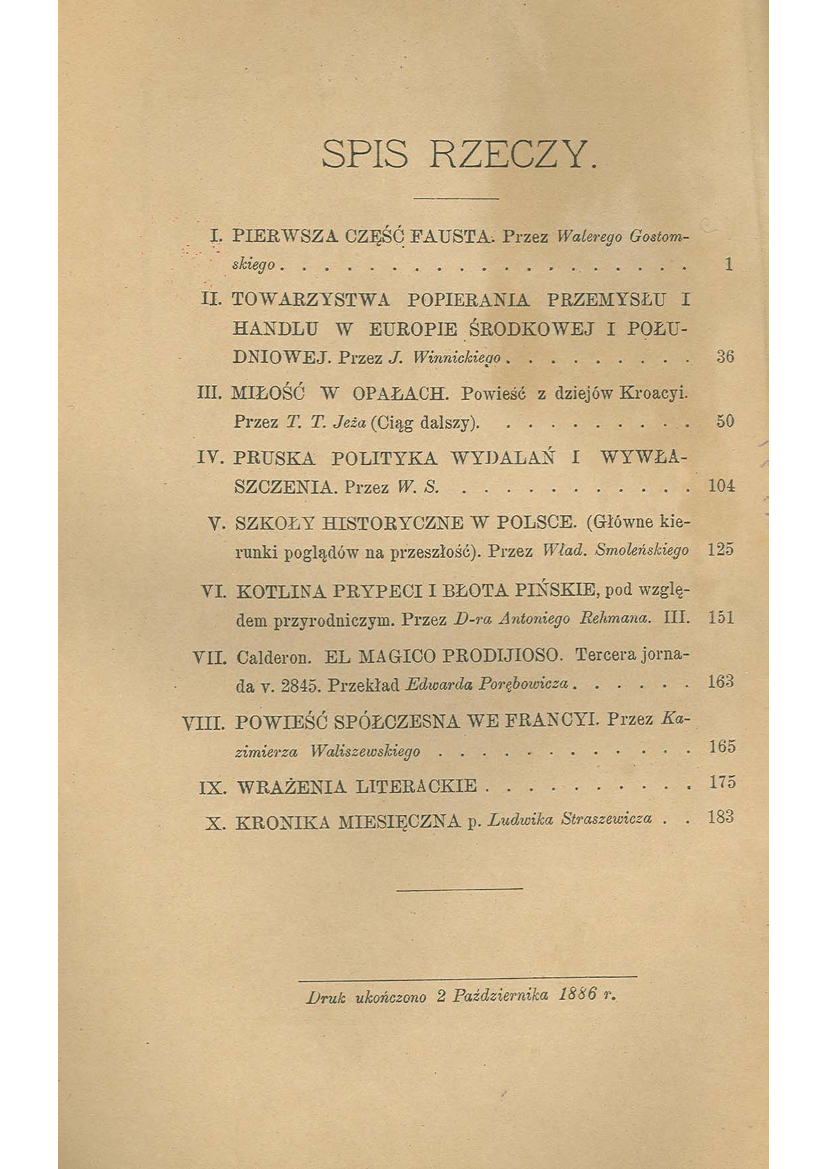 SPIS RZECZY.
I. PIERWSZA CZĘŚĆ FAUSTA. Przez Walerego Gostom-
skiego . . . . . . . . . . . . . . . . . . 1
II. TOWARZYSTWA POPIERANIA PRZEMYSŁU I
HANDLU W EUROPIE ŚRODKOWEJ I POŁU-
DNIOWEJ. Przez J. Winnickiego . . . . . . . . . 36
III. MIŁOŚĆ W OPAŁACH. Powieść z dziejów Kroacyi.
Przez T. T. Jeża (Ciąg dalszy). . . . . . . . . . 50
IV. PRUSKA POLITYKA WYDALAŃ I WYWŁA-
SZCZENIA. Przez W. S. . . . . . . . . . . . 104
V. SZKOŁY HISTORYCZNE W POLSCE. (Główne kie-
runki poglądów na przeszłość). Przez Wład. Smoleńskiego 125
VI. KOTLINA PRYPECI I BŁOTA PIŃSKIE, pod wzglę-
dem przyrodniczym. Przez D-ra Antoniego Rehmana. III. 151
VII. Calderon. EL MAGICO PRODIJIOSO. Tercera jorna-
da v. 2845. Przekład Edwarda Porębowicza . . . . . . 163
VIII. POWIEŚĆ SPÓŁCZESNA WE FRANCYI. Przez Ka-
zimierza Waliszewskiego . . . . . . . . . . . . 165
IX. WRAŻENIA LITERACKIE . . . . . . . . . . 175
X. KRONIKA MIESIĘCZNA p. Ludwika Straszewicza . . 183
Druk ukończono 2 Października 1886 r.